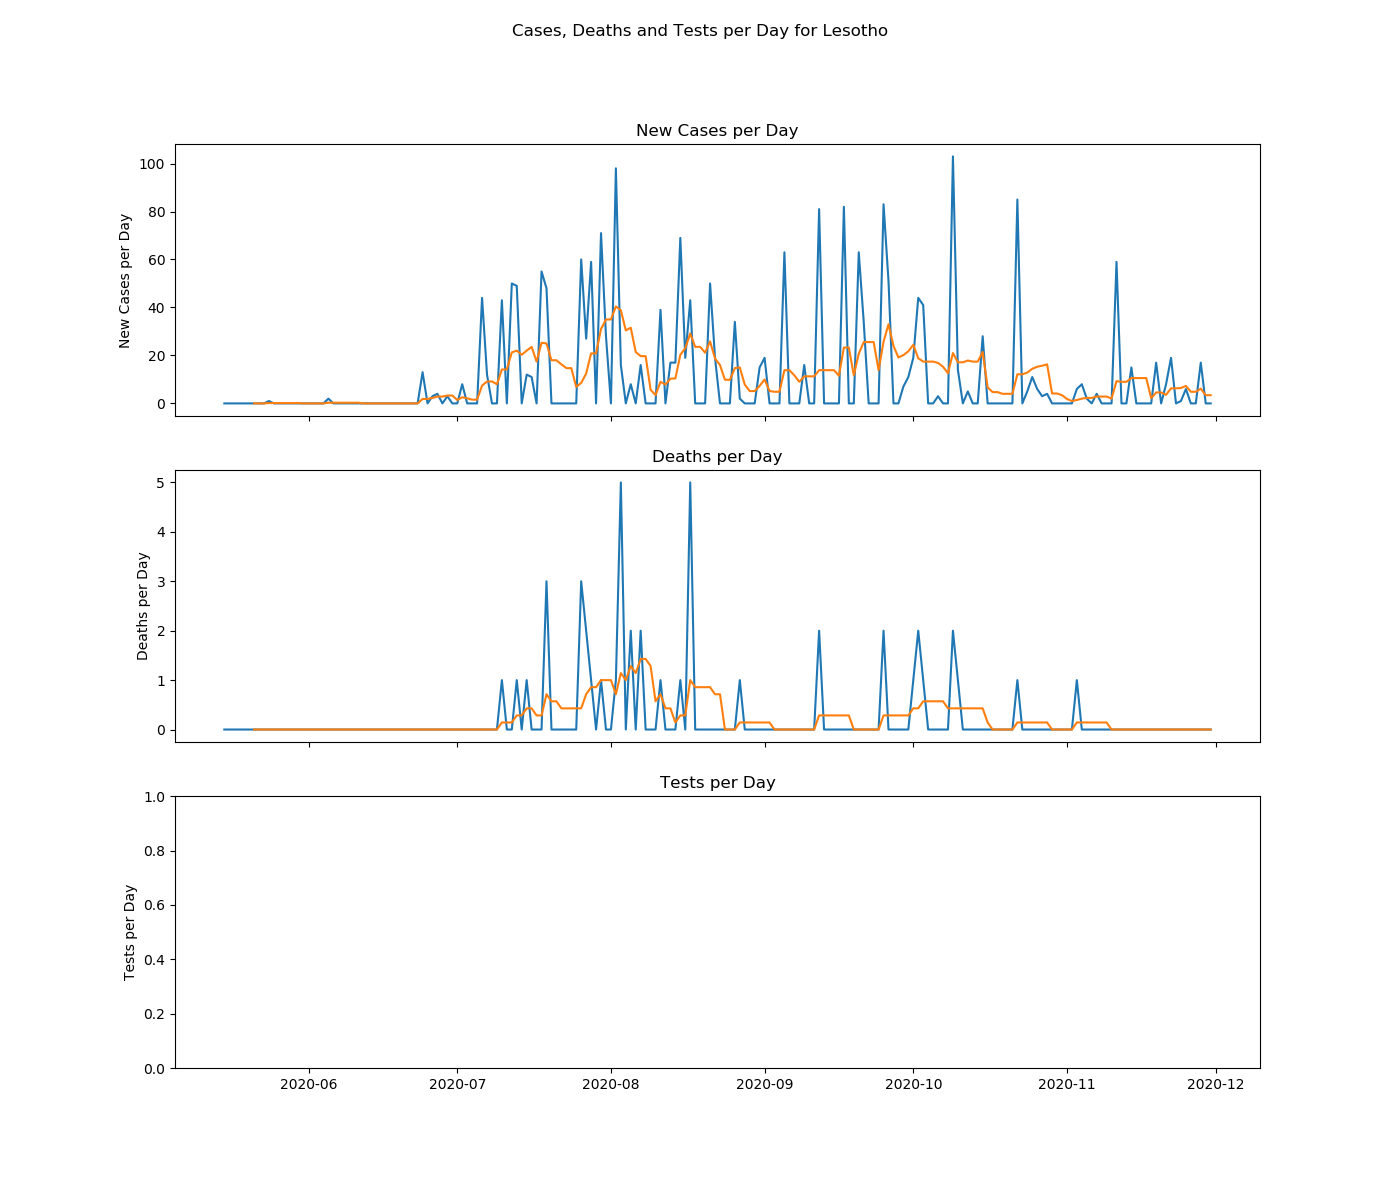 Cases, Deaths and Tests per Day for Lesotho
New Cases per Day
100
80
60
40
20
0
New Cases per Day
Deaths per Day
5
4
3
2
1
0
Deaths per Day
Tests per Day
1.0
0.8
0.6
0.4
0.2
0.0
Tests per Day
2020-06 2020-07 2020-08 2020-09 2020-10 2020-11 2020-12